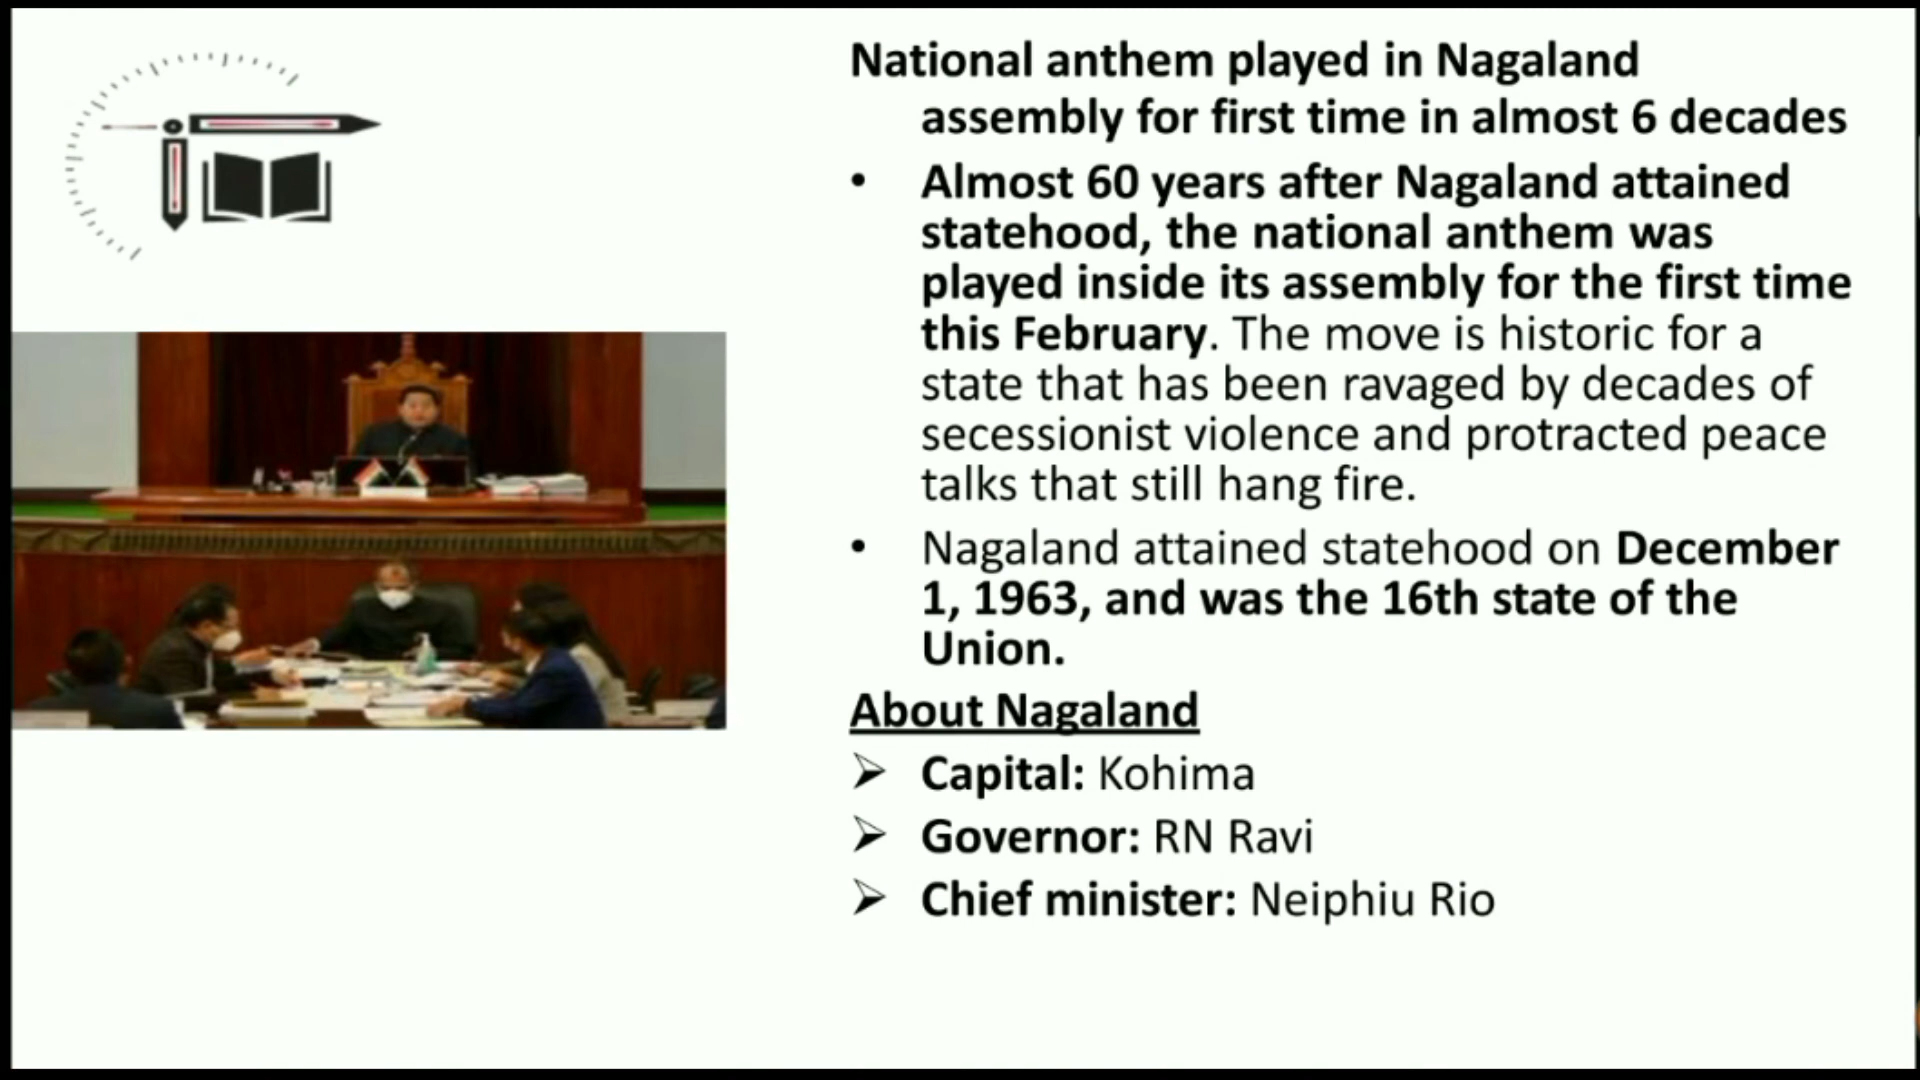 National anthem played in Nagaland
assembly for first time in almost 6 decades
• Almost 60 years after Nagaland attained
statehood, the national anthem was
played inside its assembly for the first time
this February. The move is historic for a
state that has been ravaged by decades of
secessionist violence and protracted peace
talks that still hang fire.
• Nagaland attained statehood on December
1, 1963, and was the 16th state of the
Union.
About Nagaland
➢ Capital: Kohima
➢ Governor: RN Ravi
➢ Chief minister: Neiphiu Rio